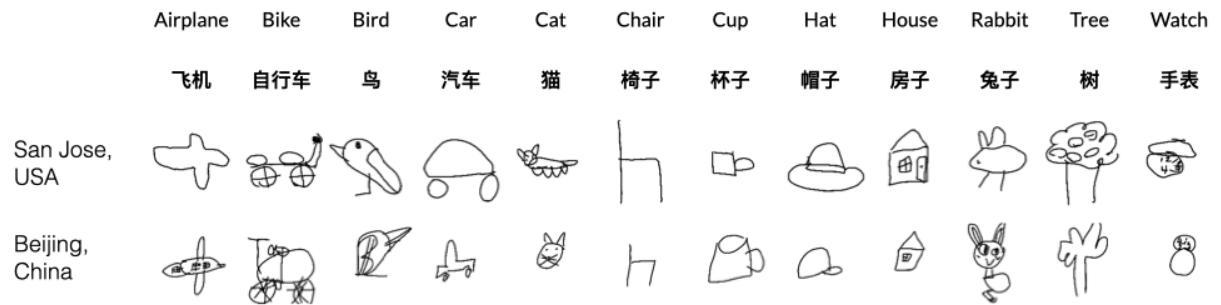 Airplane Bike Bird Car Cat Chair Cup Hat House Rabbit Tree Watch
飞机 自行车 鸟 汽车 猫 椅子 杯子 帽子 房子 兔子 树 手表
San Jose,
USA
Beijing,
China